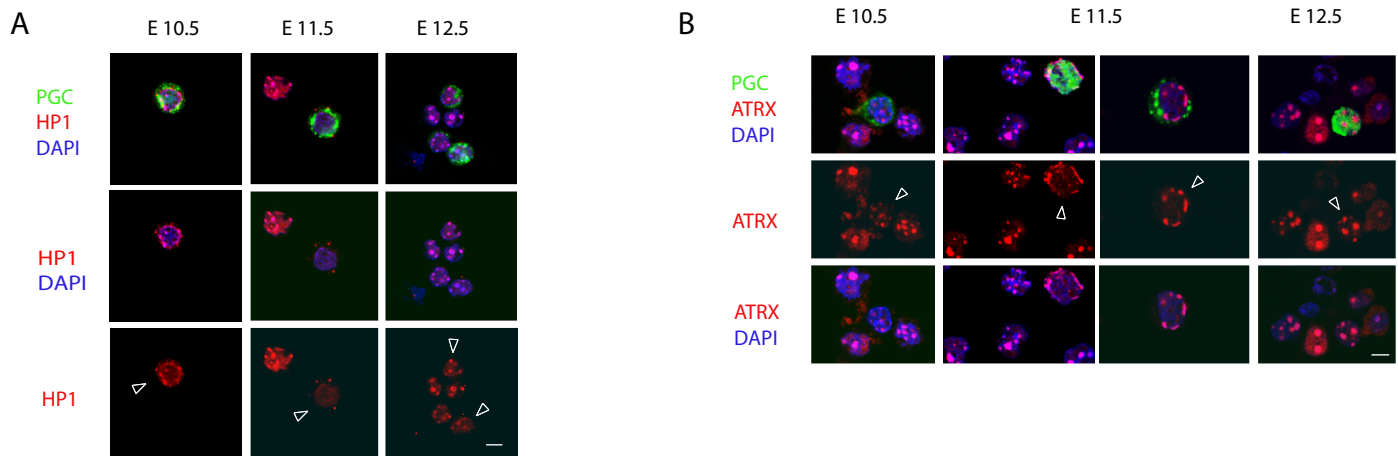 A
E 10.5
E 11.5
E 12.5
PGC
HP1
DAPI
HP1
DAPI
HP1
B
E 10.5
E 11.5
E 12.5
PGC
ATRX
DAPI
ATRX
ATRX
DAPI